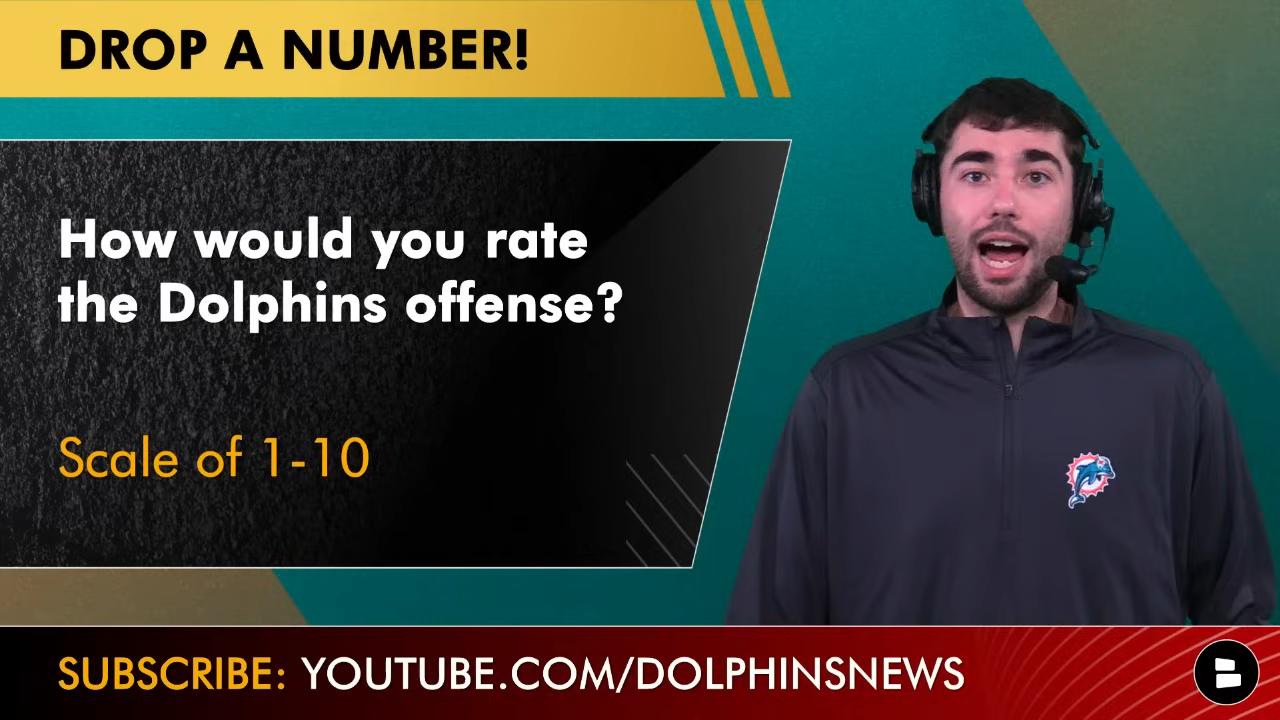 DROP A NUMBER!
How would you rate
the Dolphins offense?
Scale of 1-10
SUBSCRIBE: YOUTUBE.COM/DOLPHINSNEWS